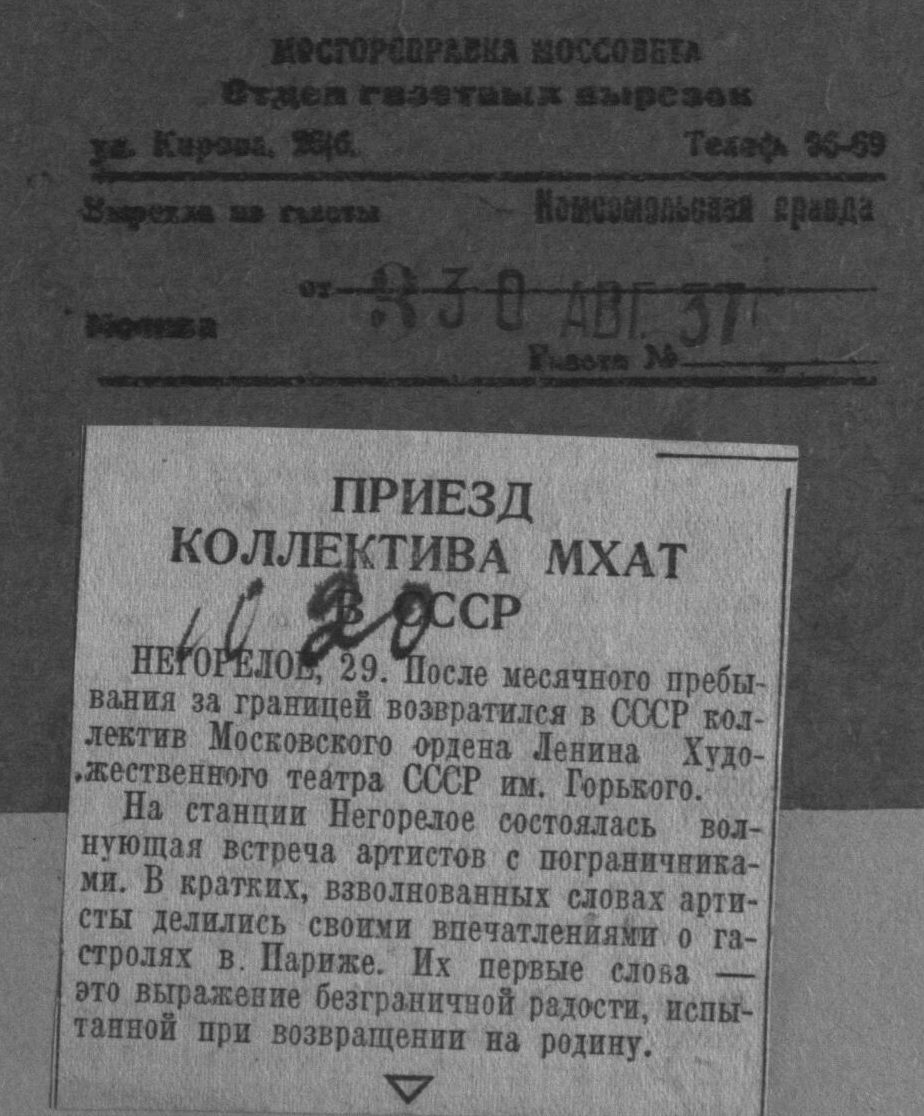 МОСГОРСПРАВКА МОССОВЕТА
Отдел газетных вырезок
ул. Кирова, 26/б. Телеф. 96-69
Вырезка из газеты Комсомольская правда
от 30 АВГ. 37
Москва
Газета №
ПРИЕЗД
КОЛЛЕКТИВА МХАТ
В СССР
10 20
НЕГОРЕЛОЕ, 29. После месячного пребы-
вания за границей возвратился в СССР кол-
лектив Московского ордена Ленина Худо-
жественного театра СССР им. Горького.
На станции Негорелое состоялась вол-
нующая встреча артистов с пограничника-
ми. В кратких, взволнованных словах арти-
сты делились своими впечатлениями о га-
стролях в Париже. Их первые слова —
это выражение безграничной радости, испы-
танной при возвращении на родину.